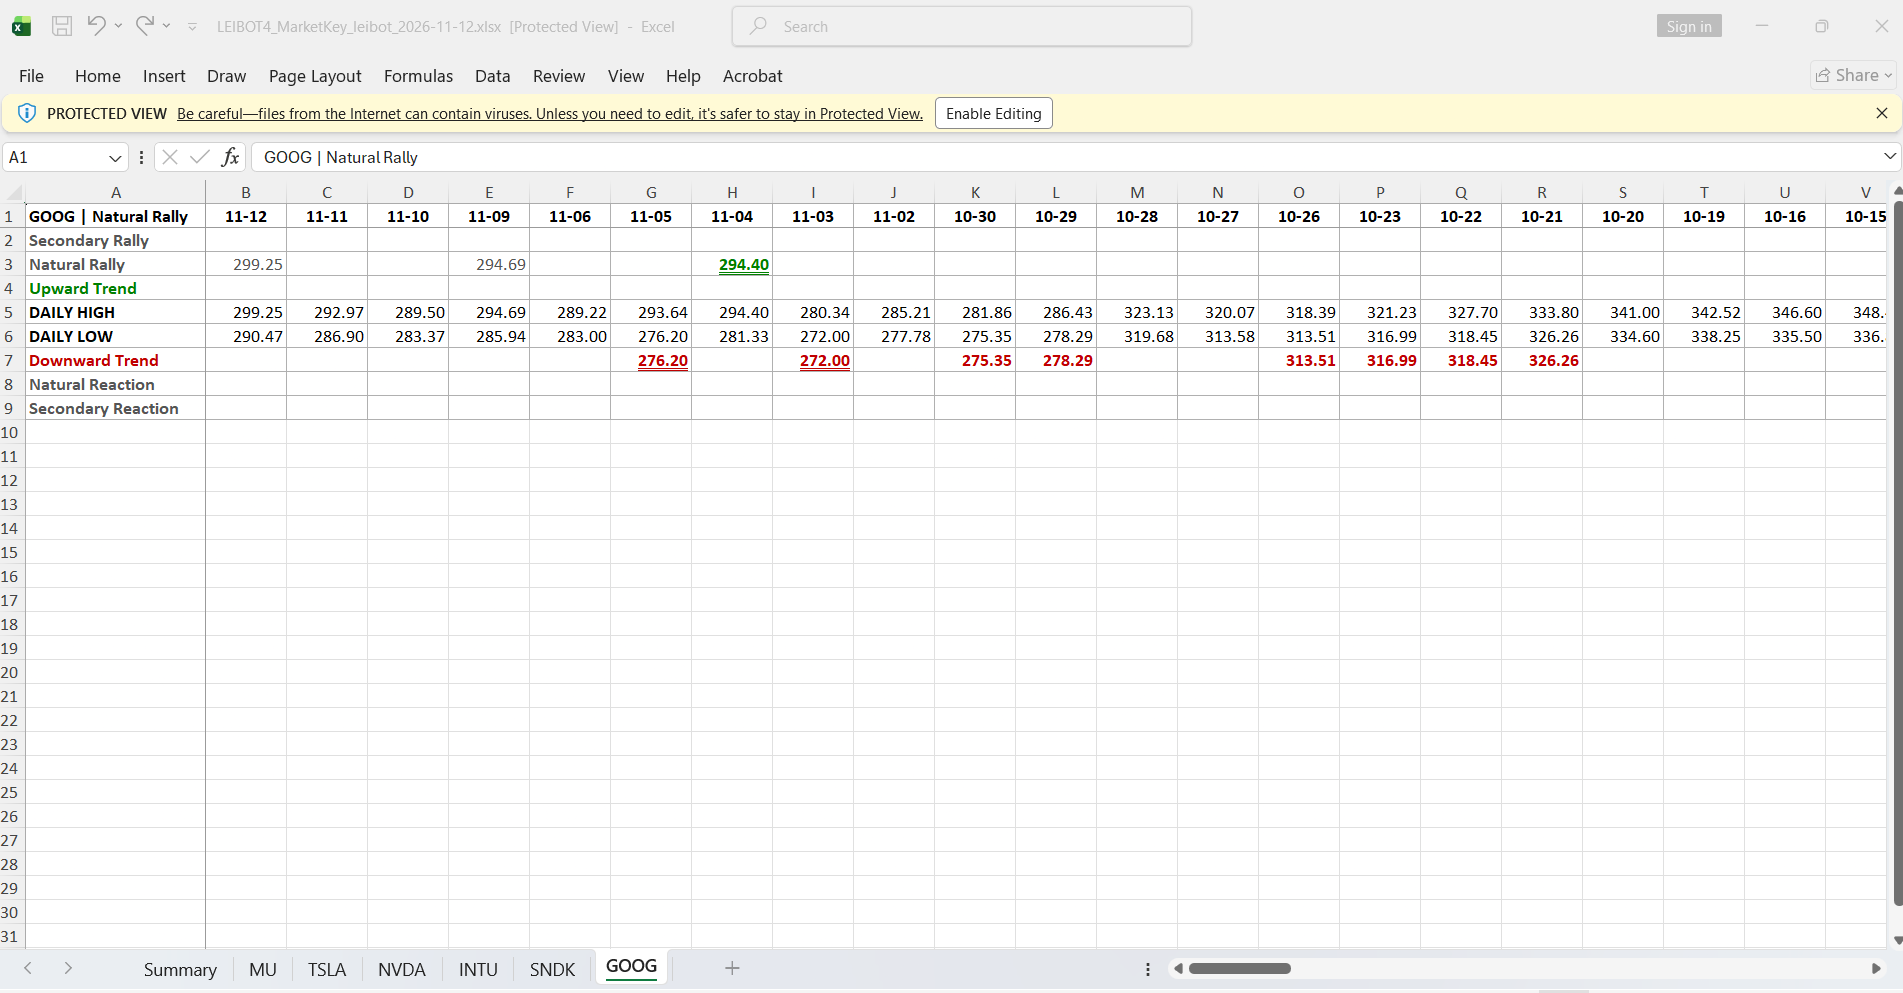 LEIBOT4_MarketKey_leibot_2026-11-12.xlsx [Protected View] - Excel
Search
Sign in
File Home Insert Draw Page Layout Formulas Data Review View Help Acrobat
Share
PROTECTED VIEW Be careful—files from the Internet can contain viruses. Unless you need to edit, it's safer to stay in Protected View. Enable Editing
A1 fx GOOG | Natural Rally
A B C D E F G H I J K L M N O P Q R S T U V
1 GOOG | Natural Rally 11-12 11-11 11-10 11-09 11-06 11-05 11-04 11-03 11-02 10-30 10-29 10-28 10-27 10-26 10-23 10-22 10-21 10-20 10-19 10-16 10-15
2 Secondary Rally
3 Natural Rally 299.25 294.69 294.40
4 Upward Trend
5 DAILY HIGH 299.25 292.97 289.50 294.69 289.22 293.64 294.40 280.34 285.21 281.86 286.43 323.13 320.07 318.39 321.23 327.70 333.80 341.00 342.52 346.60 348.
6 DAILY LOW 290.47 286.90 283.37 285.94 283.00 276.20 281.33 272.00 277.78 275.35 278.29 319.68 313.58 313.51 316.99 318.45 326.26 334.60 338.25 335.50 336.
7 Downward Trend 276.20 272.00 275.35 278.29 313.51 316.99 318.45 326.26
8 Natural Reaction
9 Secondary Reaction
10
11
12
13
14
15
16
17
18
19
20
21
22
23
24
25
26
27
28
29
30
31
Summary MU TSLA NVDA INTU SNDK GOOG